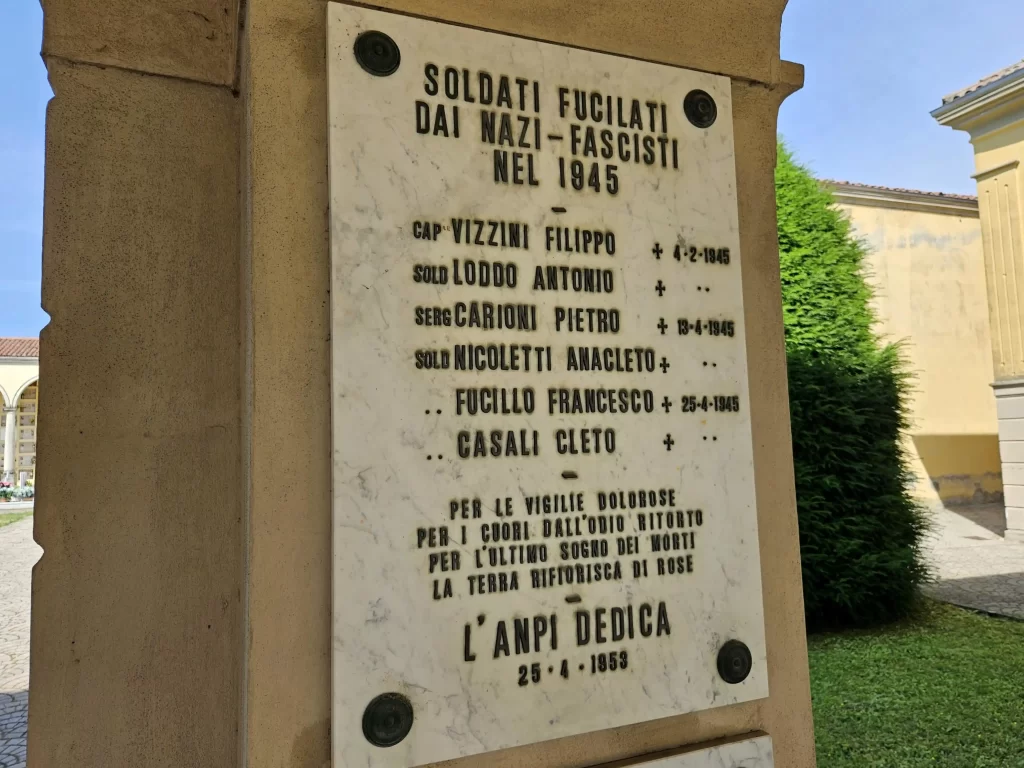 SOLDATI FUCILATI
DAI NAZI-FASCISTI
NEL 1945
CAP. VIZZINI FILIPPO + 4·2·1945
SOLD LODDO ANTONIO + ··
SERG CARIONI PIETRO + 13·4·1945
SOLD NICOLETTI ANACLETO + ··
·· FUCILLO FRANCESCO + 25·4·1945
·· CASALI CLETO + ··
PER LE VIGILIE DOLOROSE
PER I CUORI DALL'ODIO RITORTO
PER L'ULTIMO SOGNO DEI MORTI
LA TERRA RIFIORISCA DI ROSE
L'ANPI DEDICA
25·4·1953